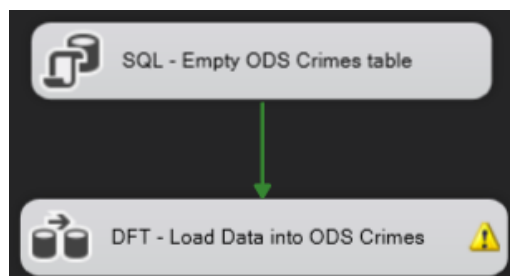 SQL - Empty ODS Crimes table
DFT - Load Data into ODS Crimes